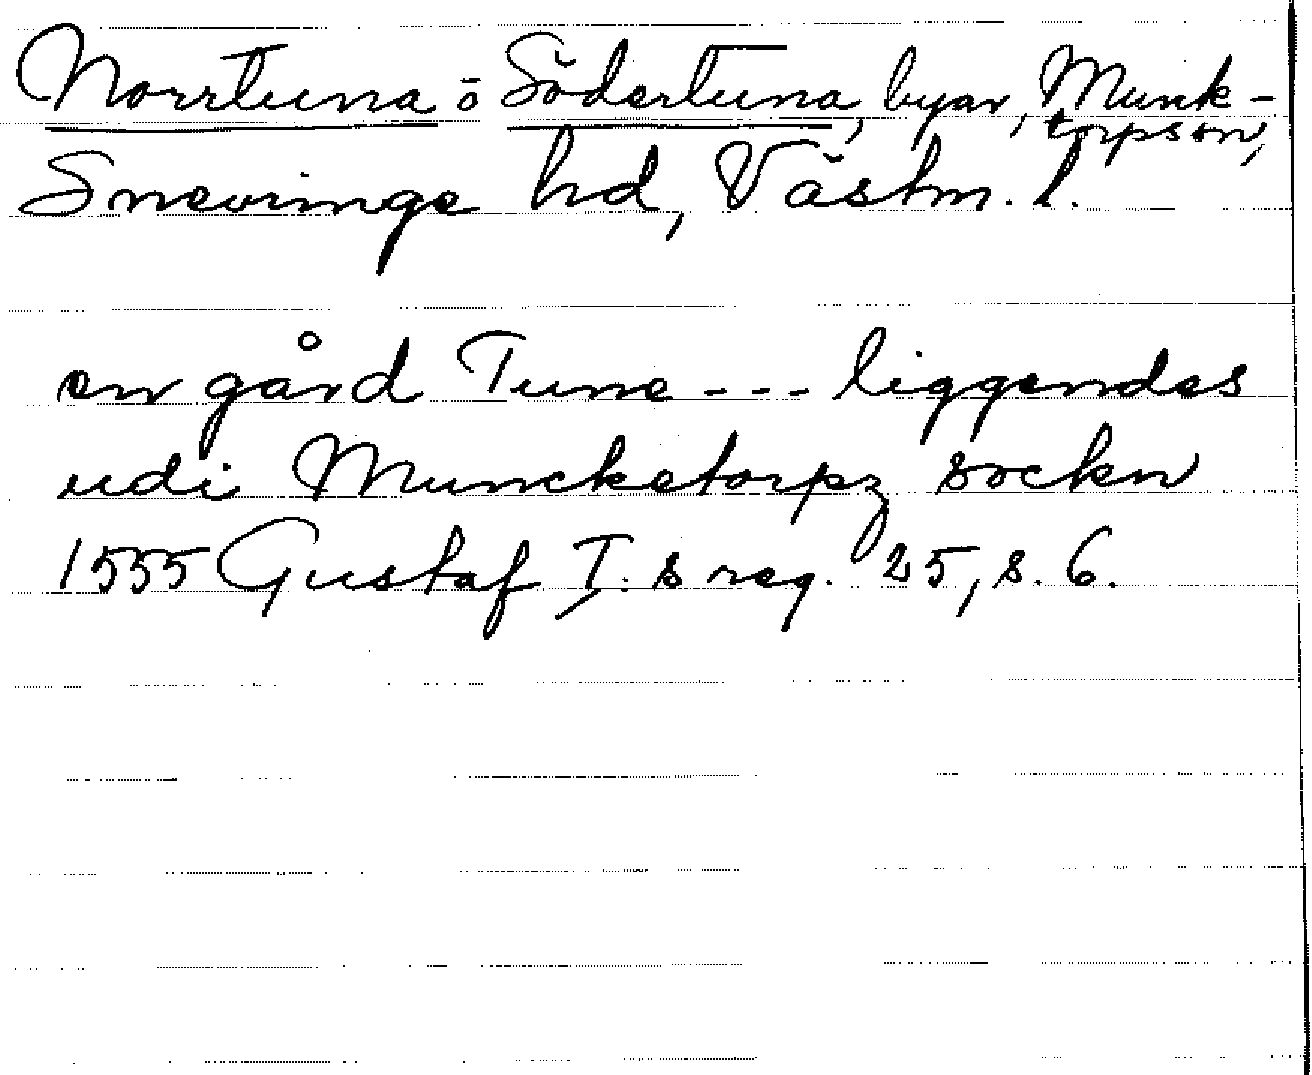 Norrtuna o Södertuna, byar, Munk-
torps sn,
Snevringe hd, Västm. l.
en gård Tune --- liggendes
udi Muncketorpz sockn
1555 Gustaf I. s reg. 25, s. 6.